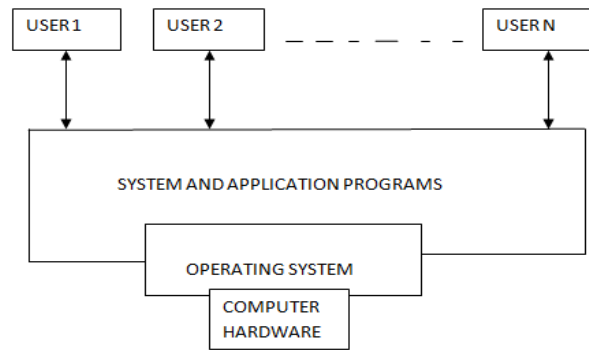 USER 1
USER 2
USER N
SYSTEM AND APPLICATION PROGRAMS
OPERATING SYSTEM
COMPUTER
HARDWARE